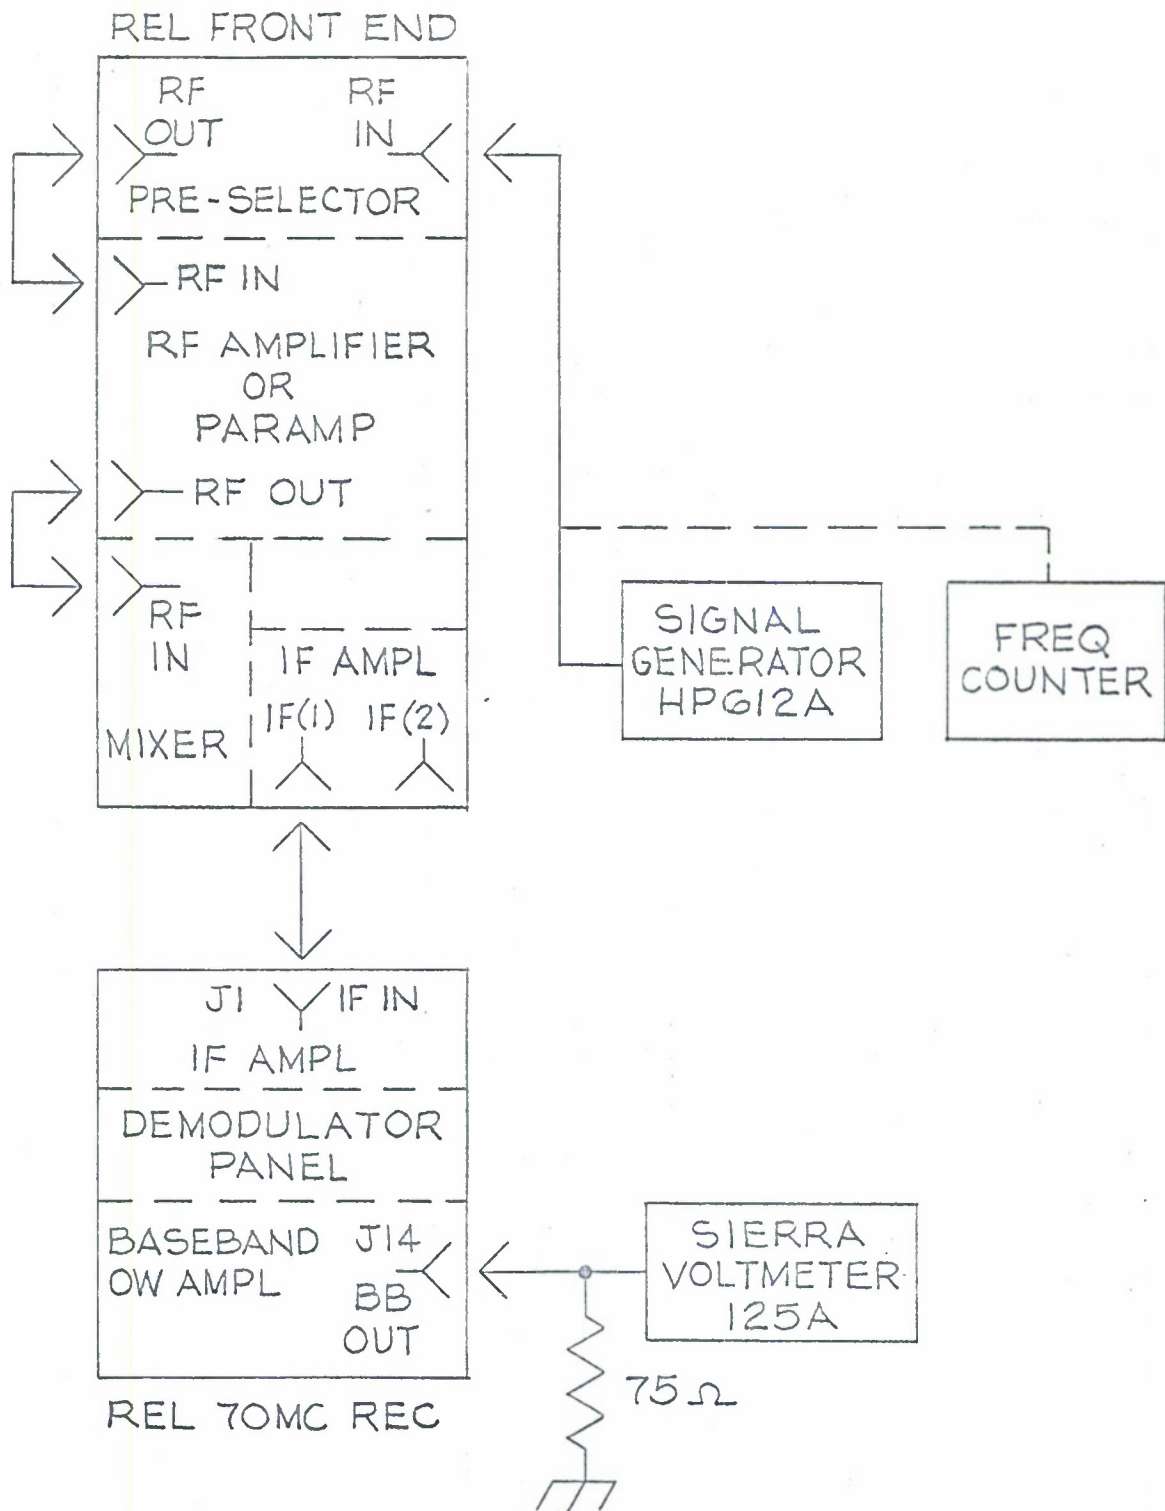 REL FRONT END
RF OUT
RF IN
PRE-SELECTOR
RF IN
RF AMPLIFIER
OR
PARAMP
RF OUT
RF IN
MIXER
IF AMPL
IF(1) IF(2)
SIGNAL
GENERATOR
HP612A
FREQ
COUNTER
J1 IF IN
IF AMPL
DEMODULATOR
PANEL
BASEBAND
OW AMPL
J14
BB
OUT
SIERRA
VOLTMETER
125A
75Ω
REL 70MC REC